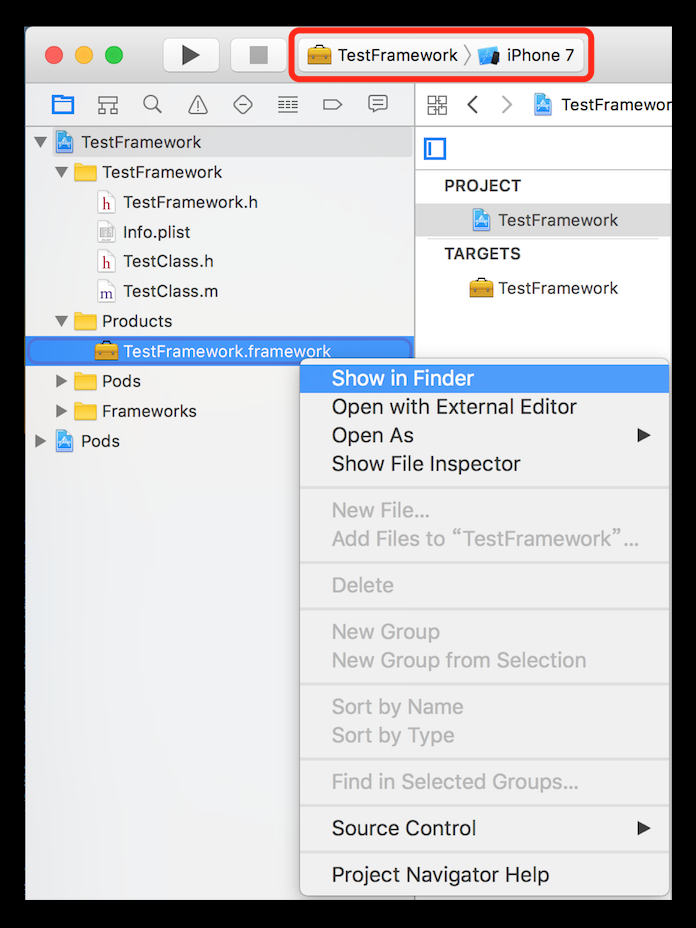 TestFramework 〉 iPhone 7
TestFramewor
TestFramework
TestFramework
h TestFramework.h
Info.plist
h TestClass.h
m TestClass.m
Products
TestFramework.framework
Pods
Frameworks
Pods
PROJECT
TestFramework
TARGETS
TestFramework
Show in Finder
Open with External Editor
Open As
Show File Inspector
New File...
Add Files to “TestFramework”...
Delete
New Group
New Group from Selection
Sort by Name
Sort by Type
Find in Selected Groups...
Source Control
Project Navigator Help